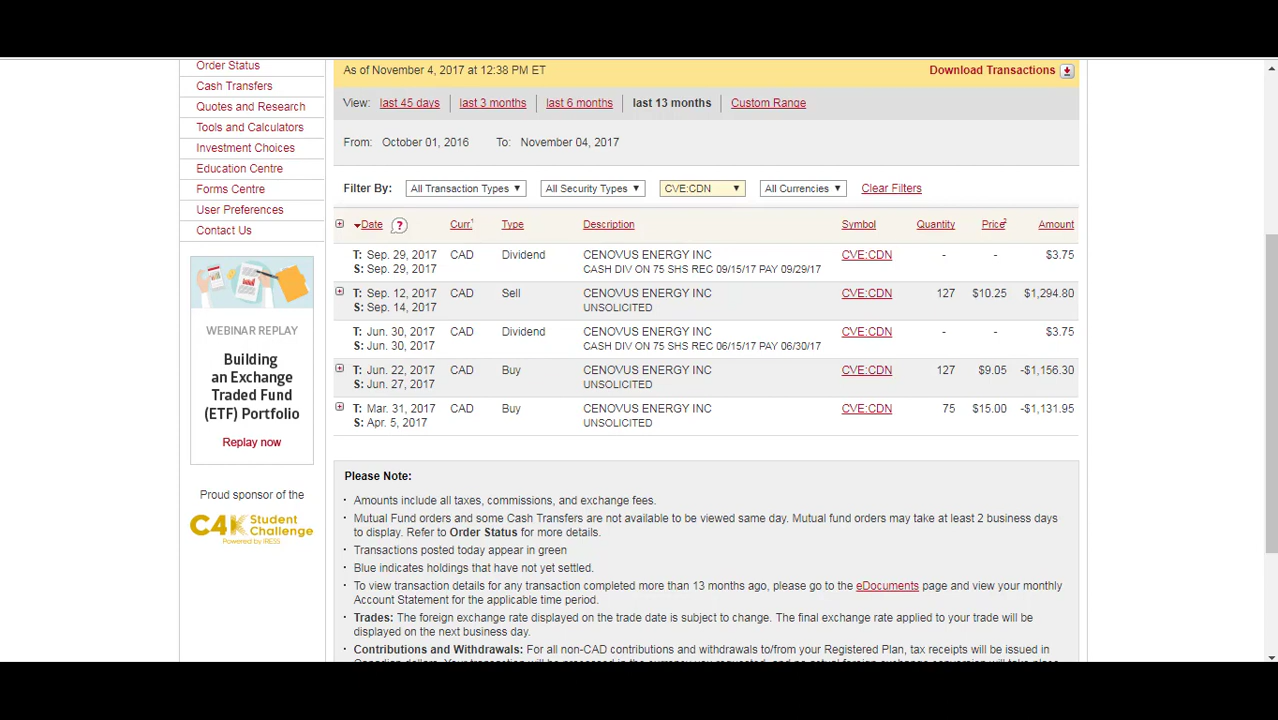 Order Status
Cash Transfers
Quotes and Research
Tools and Calculators
Investment Choices
Education Centre
Forms Centre
User Preferences
Contact Us
WEBINAR REPLAY
Building
an Exchange
Traded Fund
(ETF) Portfolio
Replay now
Proud sponsor of the
C4K Student
Challenge
Powered by IRESS
As of November 4, 2017 at 12:38 PM ET Download Transactions
View: last 45 days last 3 months last 6 months last 13 months Custom Range
From: October 01, 2016 To: November 04, 2017
Filter By: All Transaction Types All Security Types CVE:CDN All Currencies Clear Filters
Date ? Curr.1 Type Description Symbol Quantity Price2 Amount
T: Sep. 29, 2017 CAD Dividend CENOVUS ENERGY INC CVE:CDN - - $3.75
S: Sep. 29, 2017 CASH DIV ON 75 SHS REC 09/15/17 PAY 09/29/17
T: Sep. 12, 2017 CAD Sell CENOVUS ENERGY INC CVE:CDN 127 $10.25 $1,294.80
S: Sep. 14, 2017 UNSOLICITED
T: Jun. 30, 2017 CAD Dividend CENOVUS ENERGY INC CVE:CDN - - $3.75
S: Jun. 30, 2017 CASH DIV ON 75 SHS REC 06/15/17 PAY 06/30/17
T: Jun. 22, 2017 CAD Buy CENOVUS ENERGY INC CVE:CDN 127 $9.05 -$1,156.30
S: Jun. 27, 2017 UNSOLICITED
T: Mar. 31, 2017 CAD Buy CENOVUS ENERGY INC CVE:CDN 75 $15.00 -$1,131.95
S: Apr. 5, 2017 UNSOLICITED
Please Note:
· Amounts include all taxes, commissions, and exchange fees.
· Mutual Fund orders and some Cash Transfers are not available to be viewed same day. Mutual fund orders may take at least 2 business days
to display. Refer to Order Status for more details.
· Transactions posted today appear in green
· Blue indicates holdings that have not yet settled.
· To view transaction details for any transaction completed more than 13 months ago, please go to the eDocuments page and view your monthly
Account Statement for the applicable time period.
· Trades: The foreign exchange rate displayed on the trade date is subject to change. The final exchange rate applied to your trade will be
displayed on the next business day.
· Contributions and Withdrawals: For all non-CAD contributions and withdrawals to/from your Registered Plan, tax receipts will be issued in